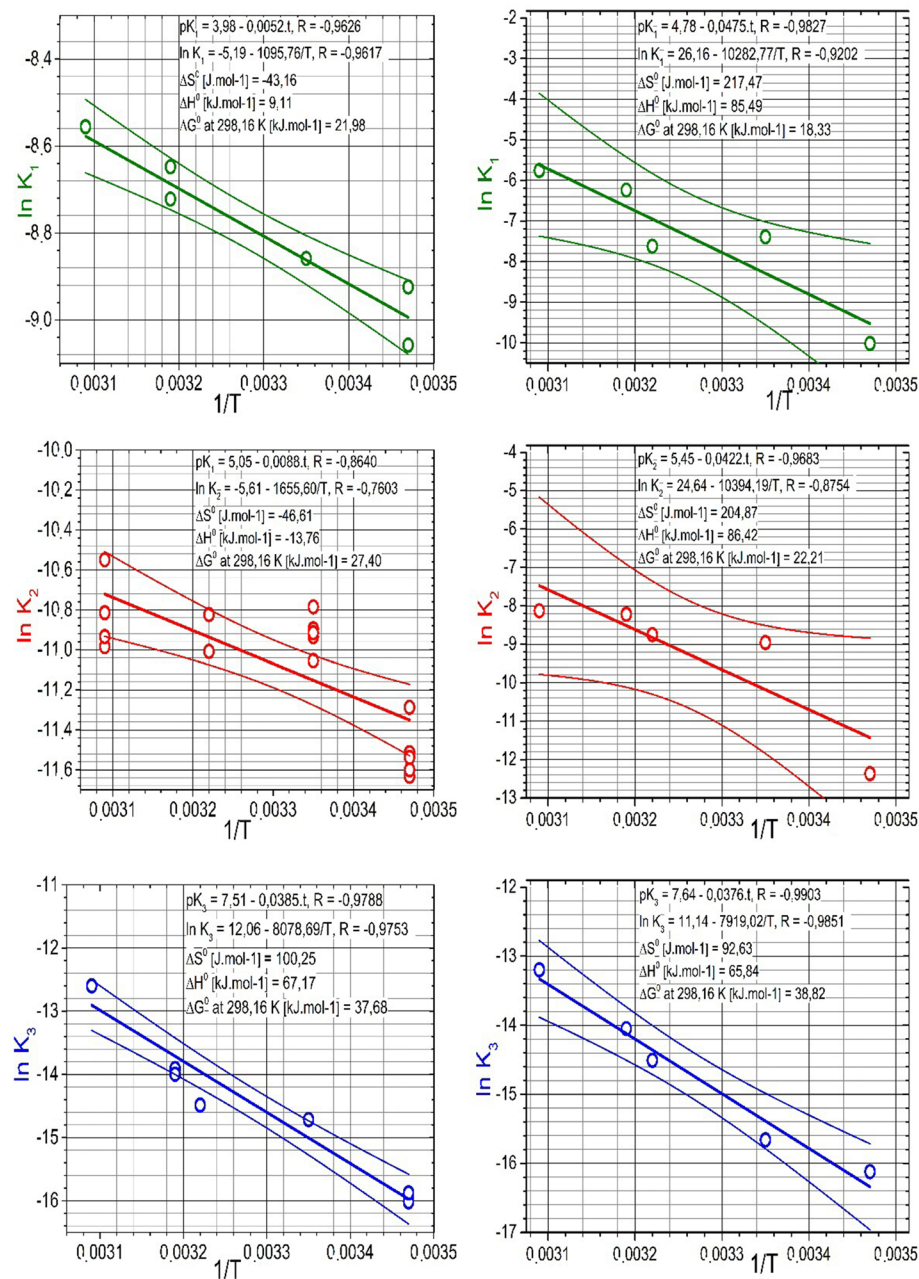 -8.4
-8.6
-8.8
-9.0
ln K1
pK1 = 3,98 - 0,0052.t, R = -0,9626
ln K1 = -5,19 - 1095,76/T, R = -0,9617
ΔS0 [J.mol-1] = -43,16
ΔH0 [kJ.mol-1] = 9,11
ΔG0 at 298,16 K [kJ.mol-1] = 21,98
0,0031 0,0032 0,0033 0,0034 0,0035
1/T
-2
-3
-4
-5
-6
-7
-8
-9
-10
ln K1
pK1 = 4,78 - 0,0475.t, R = -0,9827
ln K1 = 26,16 - 10282,77/T, R = -0,9202
ΔS0 [J.mol-1] = 217,47
ΔH0 [kJ.mol-1] = 85,49
ΔG0 at 298,16 K [kJ.mol-1] = 18,33
0,0031 0,0032 0,0033 0,0034 0,0035
1/T
-10.0
-10.2
-10.4
-10.6
-10.8
-11.0
-11.2
-11.4
-11.6
ln K2
pK1 = 5,05 - 0,0088.t, R = -0,8640
ln K2 = -5,61 - 1655,60/T, R = -0,7603
ΔS0 [J.mol-1] = -46,61
ΔH0 [kJ.mol-1] = -13,76
ΔG0 at 298,16 K [kJ.mol-1] = 27,40
0,0031 0,0032 0,0033 0,0034 0,0035
1/T
-4
-5
-6
-7
-8
-9
-10
-11
-12
-13
ln K2
pK2 = 5,45 - 0,0422.t, R = -0,9683
ln K2 = 24,64 - 10394,19/T, R = -0,8754
ΔS0 [J.mol-1] = 204,87
ΔH0 [kJ.mol-1] = 86,42
ΔG0 at 298,16 K [kJ.mol-1] = 22,21
0,0031 0,0032 0,0033 0,0034 0,0035
1/T
-11
-12
-13
-14
-15
-16
ln K3
pK3 = 7,51 - 0,0385.t, R = -0,9788
ln K3 = 12,06 - 8078,69/T, R = -0,9753
ΔS0 [J.mol-1] = 100,25
ΔH0 [kJ.mol-1] = 67,17
ΔG0 at 298,16 K [kJ.mol-1] = 37,68
0,0031 0,0032 0,0033 0,0034 0,0035
1/T
-12
-13
-14
-15
-16
-17
ln K3
pK3 = 7,64 - 0,0376.t, R = -0,9903
ln K3 = 11,14 - 7919,02/T, R = -0,9851
ΔS0 [J.mol-1] = 92,63
ΔH0 [kJ.mol-1] = 65,84
ΔG0 at 298,16 K [kJ.mol-1] = 38,82
0,0031 0,0032 0,0033 0,0034 0,0035
1/T